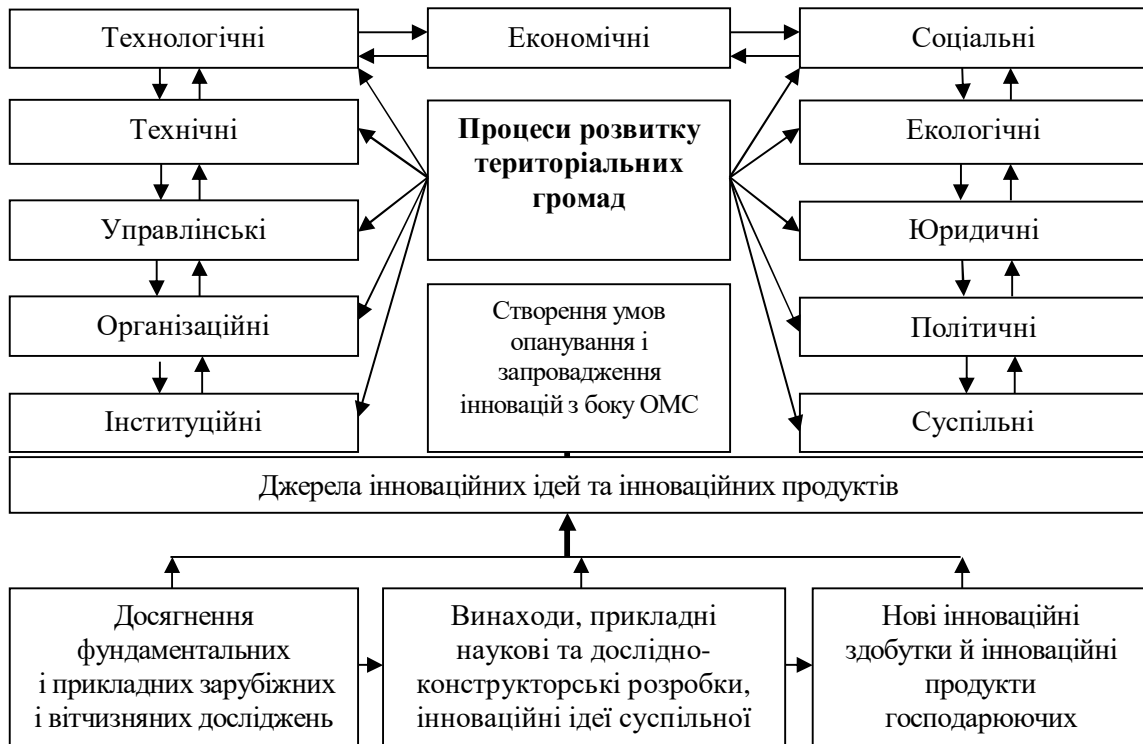 Технологічні
Економічні
Соціальні
Технічні
Процеси розвитку
територіальних
громад
Екологічні
Управлінські
Юридичні
Організаційні
Створення умов
опанування і
запровадження
інновацій з боку ОМС
Політичні
Інституційні
Суспільні
Джерела інноваційних ідей та інноваційних продуктів
Досягнення
фундаментальних
і прикладних зарубіжних
і вітчизняних досліджень
Винаходи, прикладні
наукові та дослідно-
конструкторські розробки,
інноваційні ідеї суспільної
Нові інноваційні
здобутки й інноваційні
продукти
господарюючих